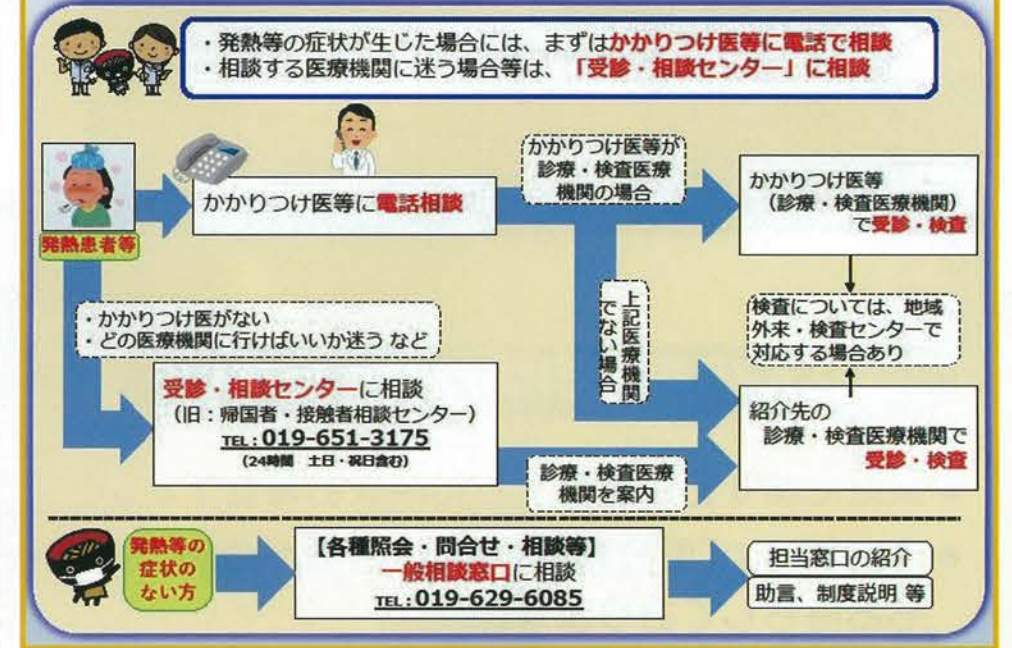 ・発熱等の症状が生じた場合には、まずはかかりつけ医等に電話で相談
・相談する医療機関に迷う場合等は、「受診・相談センター」に相談
発熱患者等
かかりつけ医等に電話相談
かかりつけ医等が
診療・検査医療
機関の場合
かかりつけ医等
（診療・検査医療機関）
で受診・検査
上記医療機関
でない場合
検査については、地域
外来・検査センターで
対応する場合あり
・かかりつけ医がない
・どの医療機関に行けばいいか迷う など
受診・相談センターに相談
（旧：帰国者・接触者相談センター）
TEL：019-651-3175
（24時間　土日・祝日含む）
診療・検査医療
機関を案内
紹介先の
診療・検査医療機関で
受診・検査
発熱等の
症状の
ない方
【各種照会・問合せ・相談等】
一般相談窓口に相談
TEL：019-629-6085
担当窓口の紹介
助言、制度説明 等